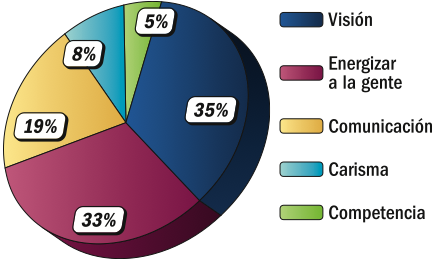 5%
8%
35%
19%
33%
Visión
Energizar
a la gente
Comunicación
Carisma
Competencia